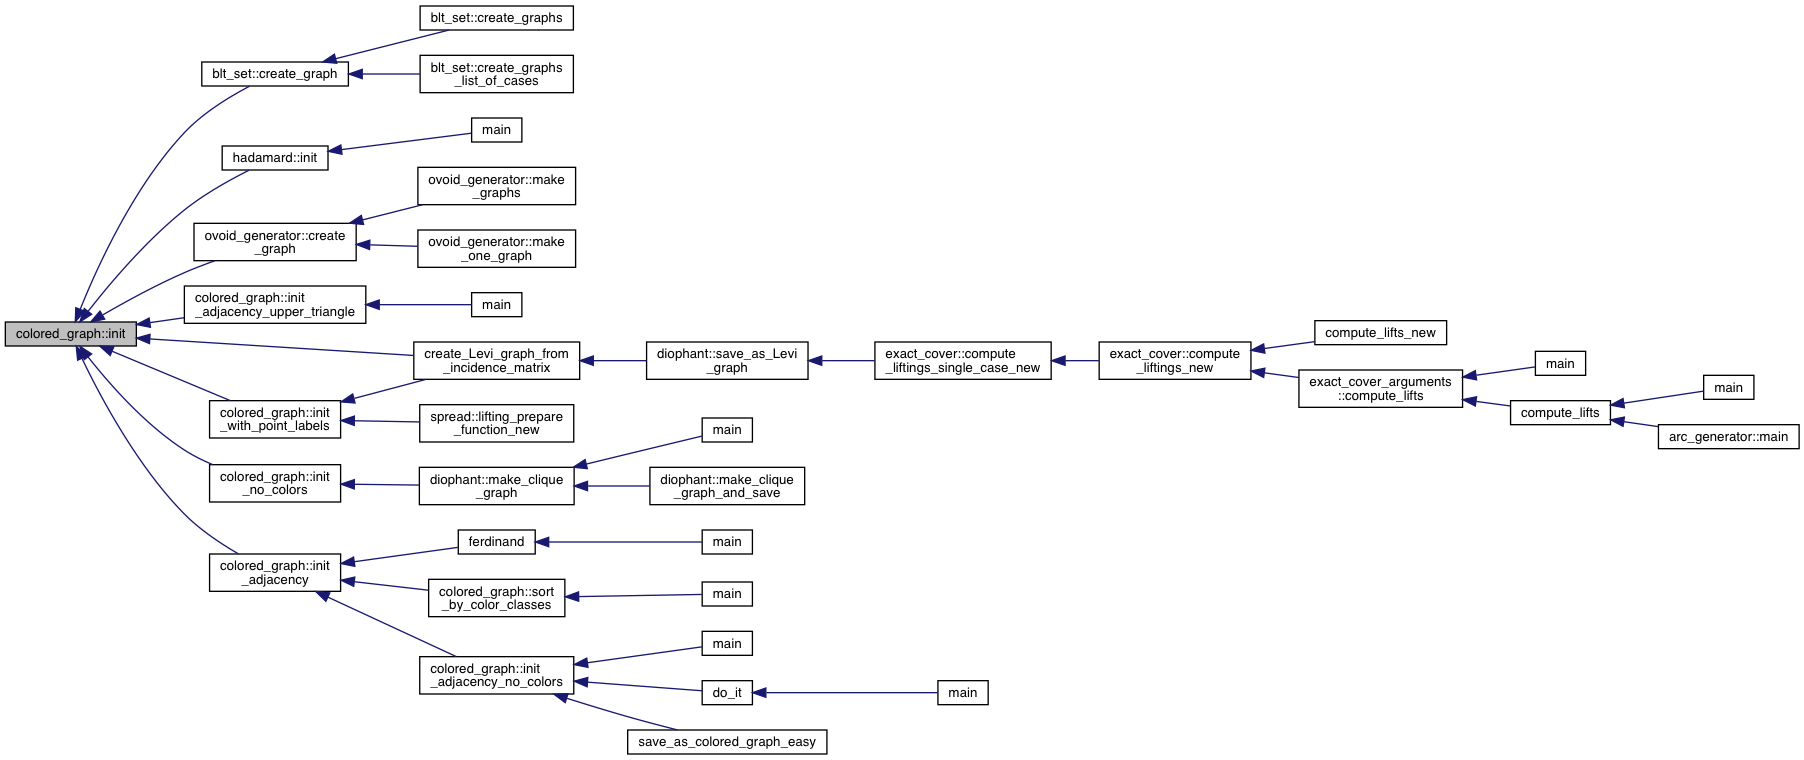 blt_set::create_graphs
blt_set::create_graph
blt_set::create_graphs
_list_of_cases
main
hadamard::init
ovoid_generator::make
_graphs
ovoid_generator::create
_graph
ovoid_generator::make
_one_graph
colored_graph::init
_adjacency_upper_triangle
main
colored_graph::init
create_Levi_graph_from
_incidence_matrix
diophant::save_as_Levi
_graph
exact_cover::compute
_liftings_single_case_new
exact_cover::compute
_liftings_new
compute_lifts_new
exact_cover_arguments
::compute_lifts
main
compute_lifts
main
arc_generator::main
colored_graph::init
_with_point_labels
spread::lifting_prepare
_function_new
colored_graph::init
_no_colors
diophant::make_clique
_graph
main
diophant::make_clique
_graph_and_save
colored_graph::init
_adjacency
ferdinand
main
colored_graph::sort
_by_color_classes
main
colored_graph::init
_adjacency_no_colors
main
do_it
main
save_as_colored_graph_easy